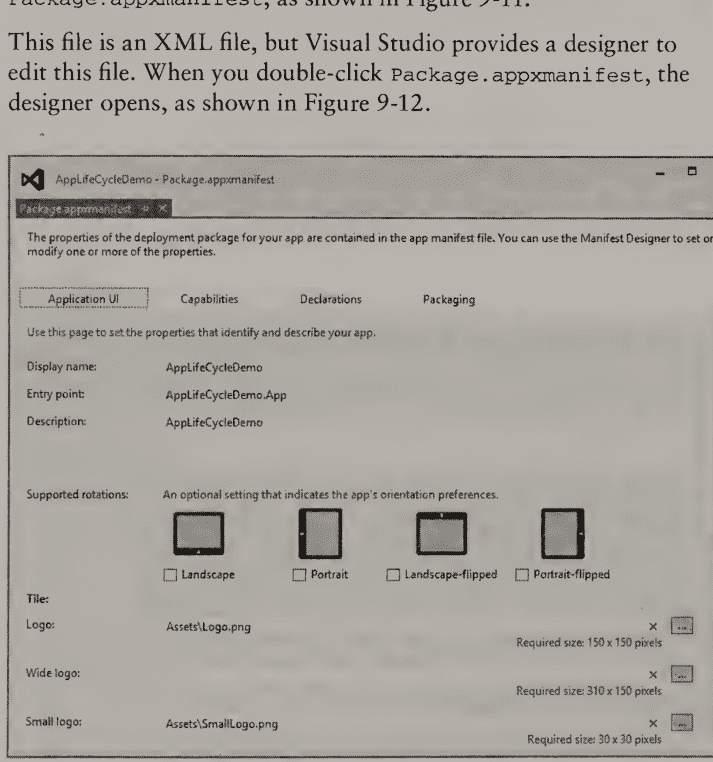 Package.appxmanifest, as shown in Figure 9-11.
This file is an XML file, but Visual Studio provides a designer to
edit this file. When you double-click Package.appxmanifest, the
designer opens, as shown in Figure 9-12.
AppLifeCycleDemo - Package.appxmanifest
Package.appxmanifest
The properties of the deployment package for your app are contained in the app manifest file. You can use the Manifest Designer to set or
modify one or more of the properties.
Application UI Capabilities Declarations Packaging
Use this page to set the properties that identify and describe your app.
Display name: AppLifeCycleDemo
Entry point: AppLifeCycleDemo.App
Description: AppLifeCycleDemo
Supported rotations: An optional setting that indicates the app's orientation preferences.
Landscape Portrait Landscape-flipped Portrait-flipped
Tile:
Logo: Assets\Logo.png
Required size: 150 x 150 pixels
Wide logo:
Required size: 310 x 150 pixels
Small logo: Assets\SmallLogo.png
Required size: 30 x 30 pixels